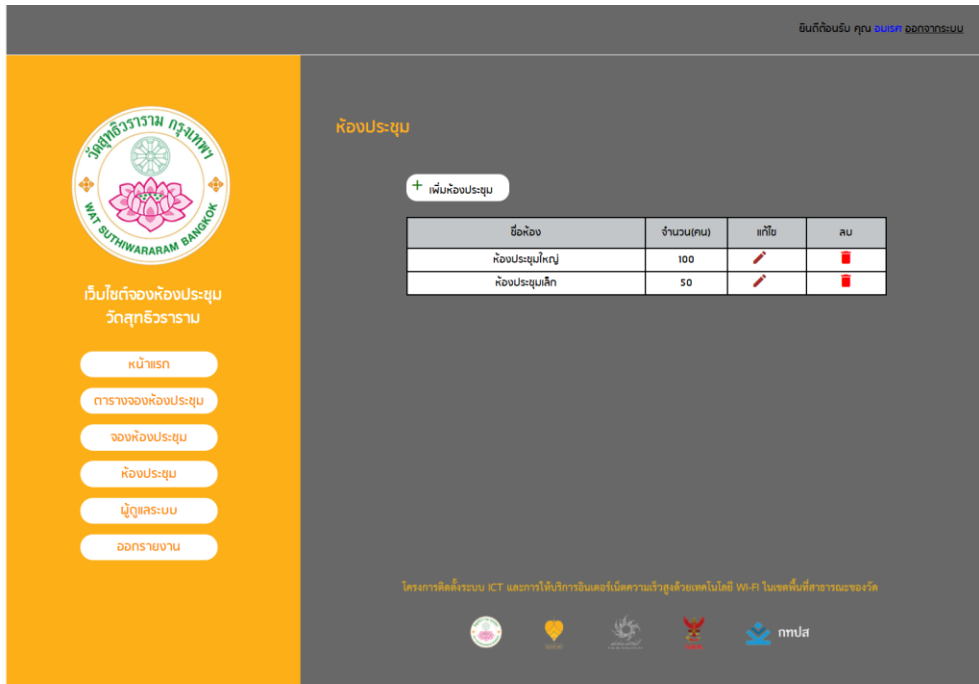 ยินดีต้อนรับ คุณ อมเรศ ออกจากระบบ
วัดสุทธิวราราม กรุงเทพฯ
WAT SUTHIWARARAM BANGKOK
เว็บไซต์จองห้องประชุม
วัดสุทธิวราราม
หน้าแรก
ตารางจองห้องประชุม
จองห้องประชุม
ห้องประชุม
ผู้ดูแลระบบ
ออกรายงาน
ห้องประชุม
+ เพิ่มห้องประชุม
ชื่อห้อง จำนวน(คน) แก้ไข ลบ
ห้องประชุมใหญ่ 100
ห้องประชุมเล็ก 50
โครงการติดตั้งระบบ ICT และการให้บริการอินเตอร์เน็ตความเร็วสูงด้วยเทคโนโลยี WI-FI ในเขตพื้นที่สาธารณะของวัด
กทปส